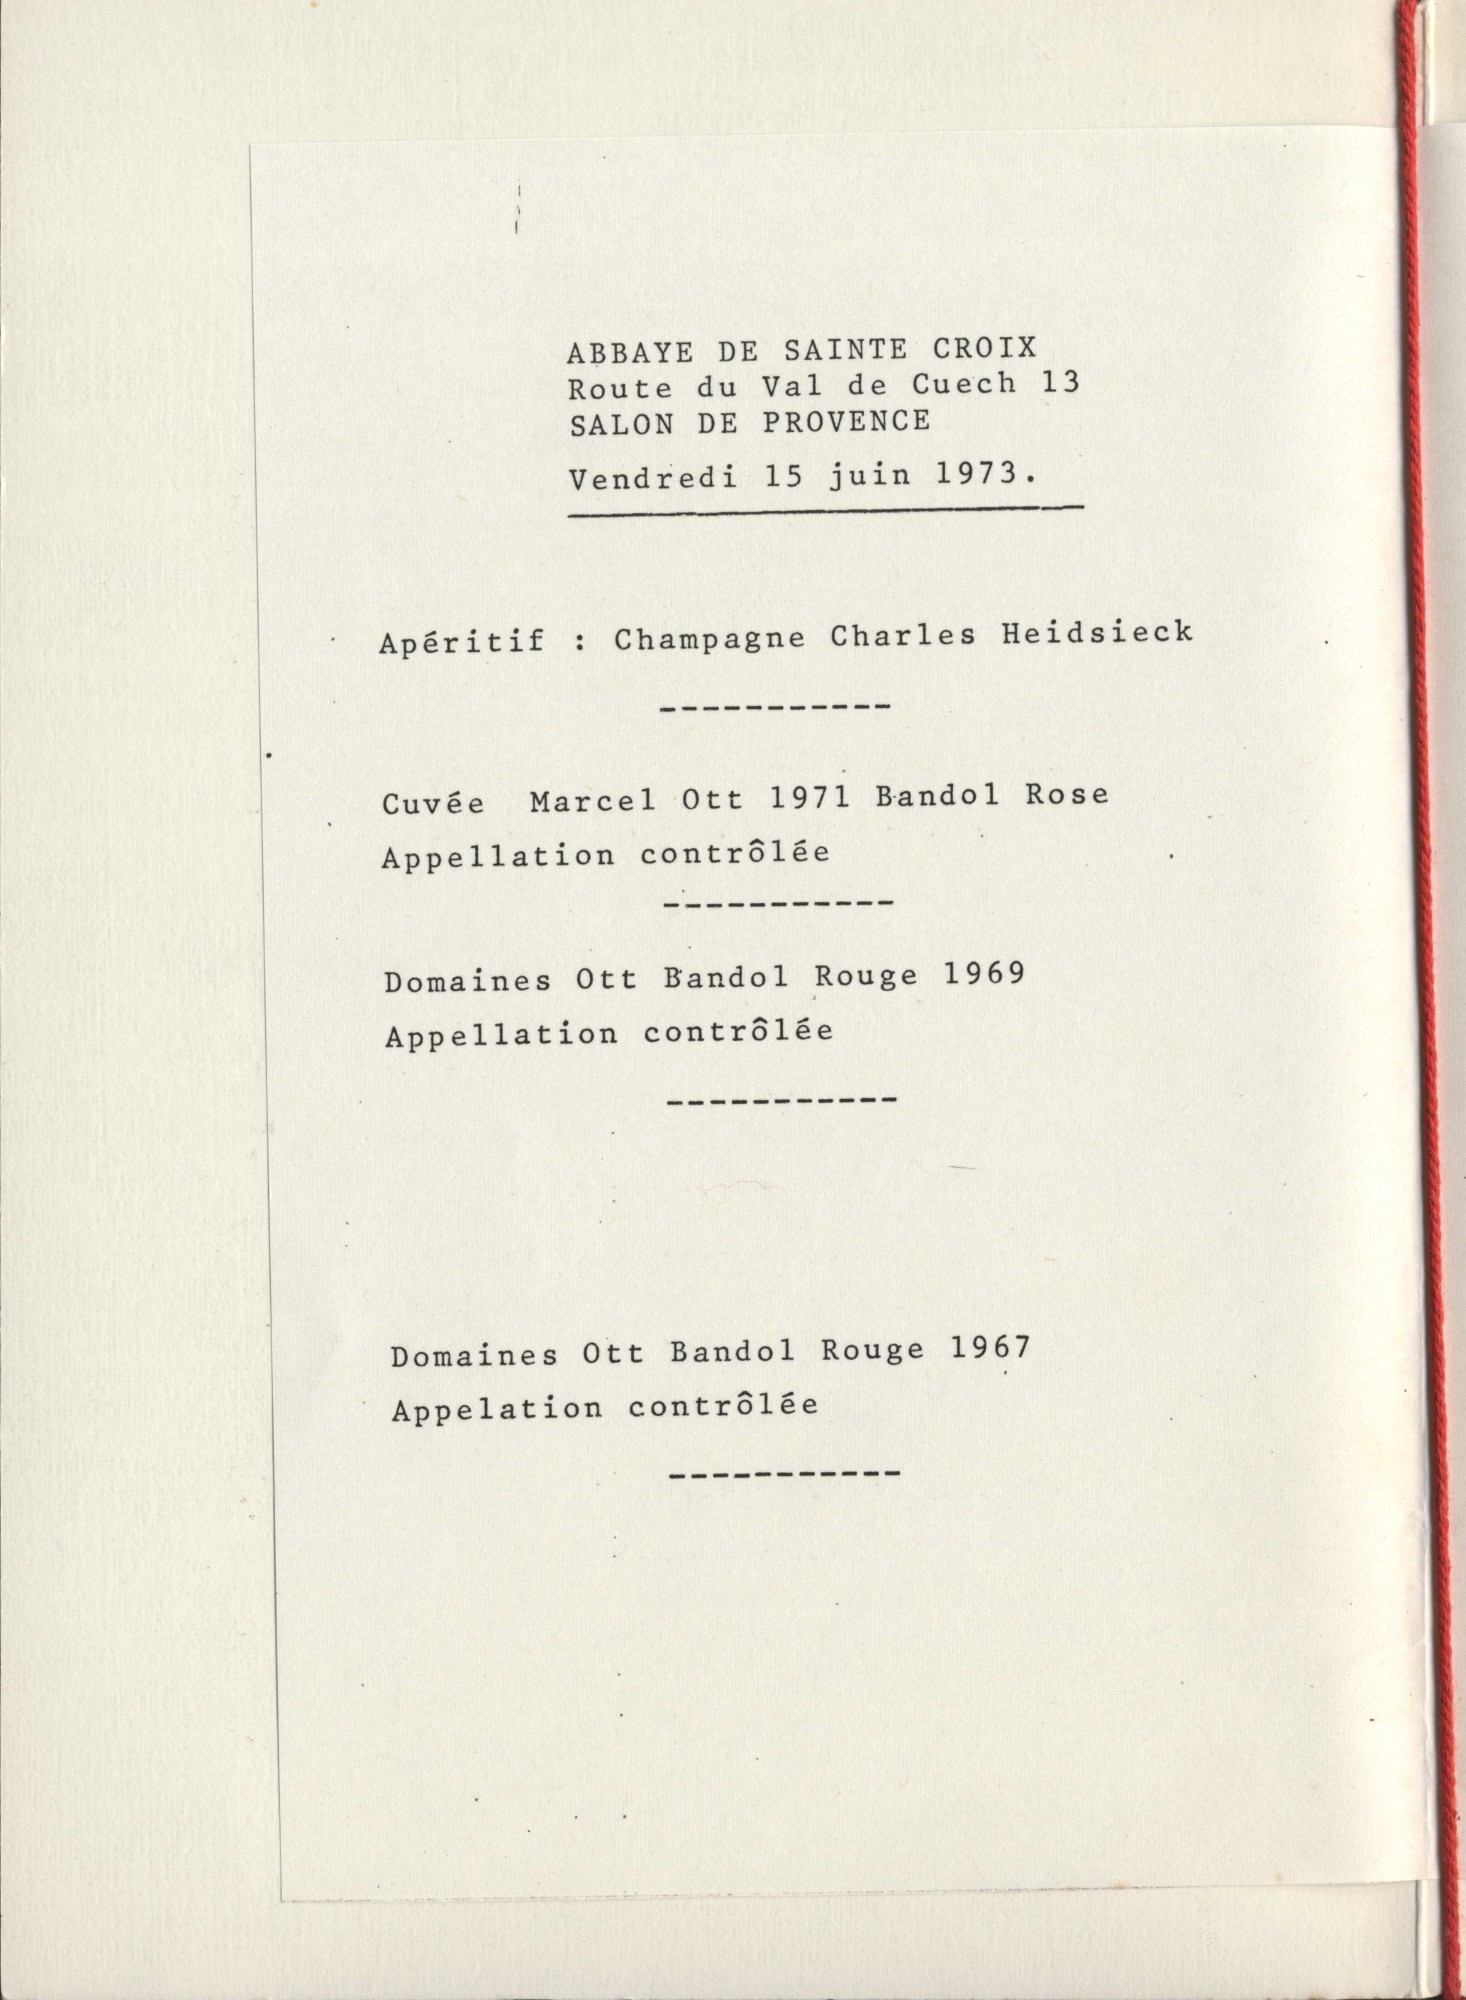 ABBAYE DE SAINTE CROIX
Route du Val de Cuech 13
SALON DE PROVENCE
Vendredi 15 juin 1973.
Apéritif : Champagne Charles Heidsieck
-----------
Cuvée Marcel Ott 1971 Bandol Rose
Appellation contrôlée
-----------
Domaines Ott Bandol Rouge 1969
Appellation contrôlée
-----------
Domaines Ott Bandol Rouge 1967
Appelation contrôlée
-----------